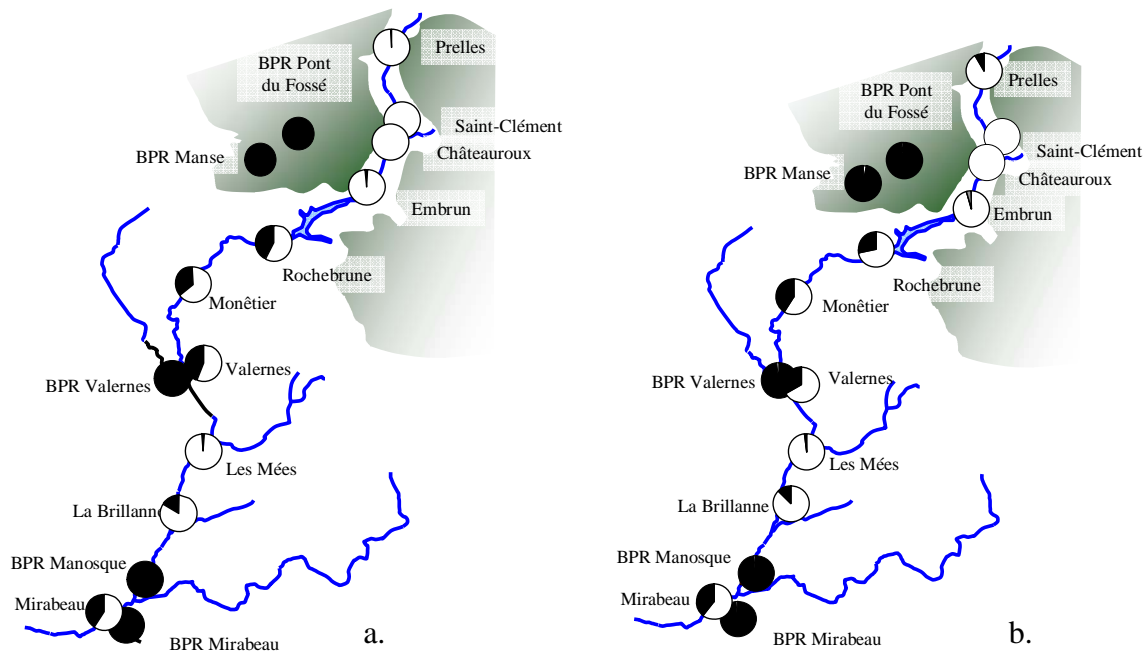 Prelles
BPR Pont
du Fossé
Saint-Clément
BPR Manse
Châteauroux
Embrun
Rochebrune
Monêtier
Valernes
BPR Valernes
Les Mées
La Brillanne
BPR Manosque
Mirabeau
BPR Mirabeau
a.
Prelles
BPR Pont
du Fossé
Saint-Clément
BPR Manse
Châteauroux
Embrun
Rochebrune
Monêtier
Valernes
BPR Valernes
Les Mées
La Brillanne
BPR Manosque
Mirabeau
BPR Mirabeau
b.